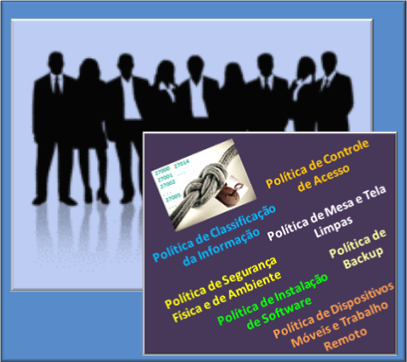 27000 27014
27001 ...
27002
...
27005
Política de Controle
de Acesso
Política de Classificação
da Informação
Política de Mesa e Tela
Limpas
Política de Segurança
Física e de Ambiente
Política de
Backup
Política de Instalação
de Software
Política de Dispositivos
Móveis e Trabalho
Remoto